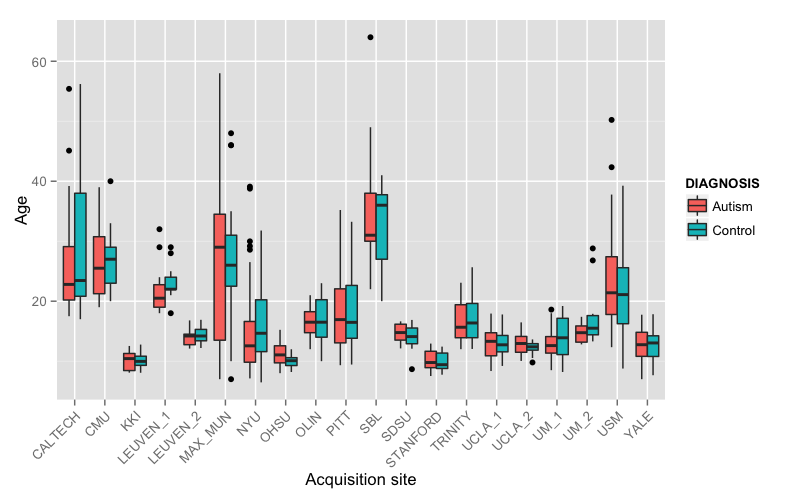 60
40
20
Age
CALTECH
CMU
KKI
LEUVEN_1
LEUVEN_2
MAX_MUN
NYU
OHSU
OLIN
PITT
SBL
SDSU
STANFORD
TRINITY
UCLA_1
UCLA_2
UM_1
UM_2
USM
YALE
Acquisition site
DIAGNOSIS
Autism
Control